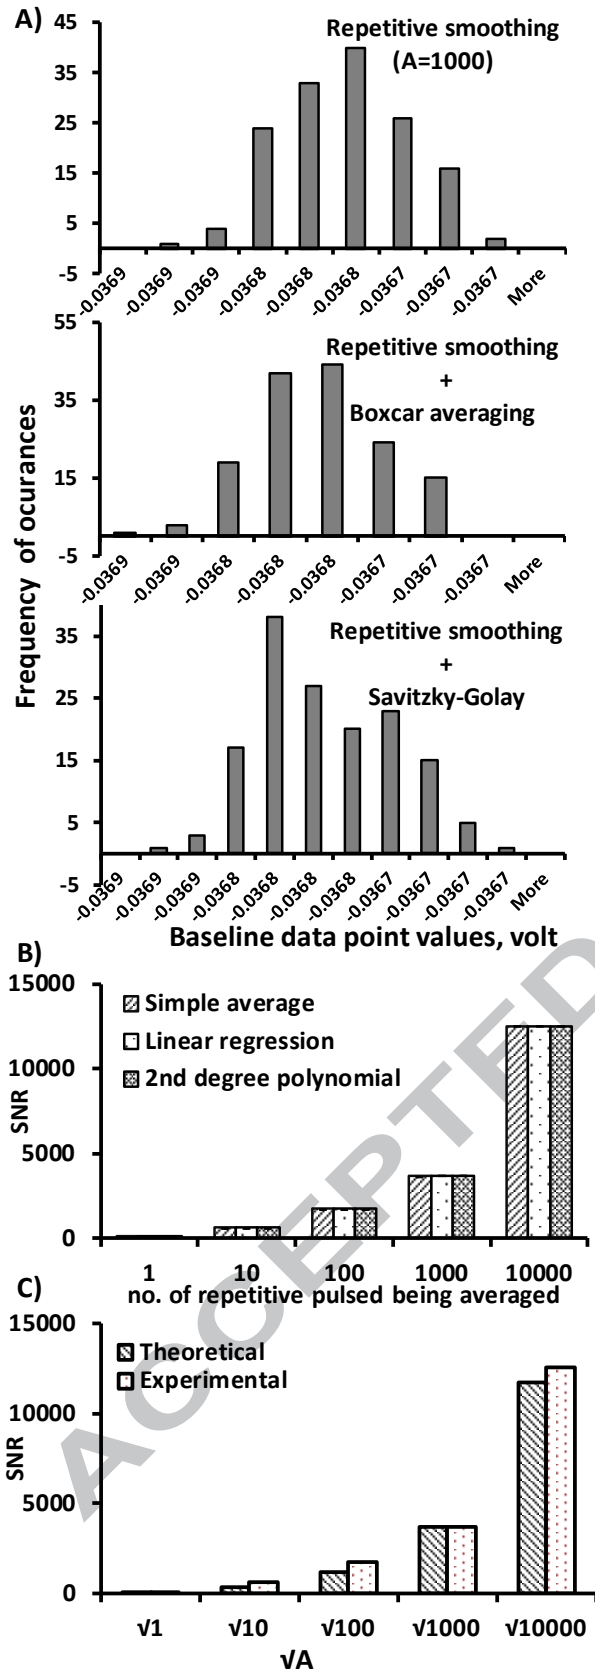 A)
45
35
25
15
5
-5
Repetitive smoothing
(A=1000)
-0.0369
-0.0369
-0.0369
-0.0368
-0.0368
-0.0368
-0.0367
-0.0367
-0.0367
More
Frequency of ocurances
55
35
15
-5
Repetitive smoothing
+
Boxcar averaging
-0.0369
-0.0369
-0.0368
-0.0368
-0.0368
-0.0367
-0.0367
-0.0367
More
35
25
15
5
-5
Repetitive smoothing
+
Savitzky-Golay
-0.0369
-0.0369
-0.0369
-0.0368
-0.0368
-0.0368
-0.0368
-0.0367
-0.0367
-0.0367
-0.0367
More
Baseline data point values, volt
B)
15000
10000
5000
0
SNR
Simple average
Linear regression
2nd degree polynomial
1
10
100
1000
10000
no. of repetitive pulsed being averaged
C)
15000
10000
5000
0
SNR
Theoretical
Experimental
√1
√10
√100
√1000
√10000
√A
ACCEPTED